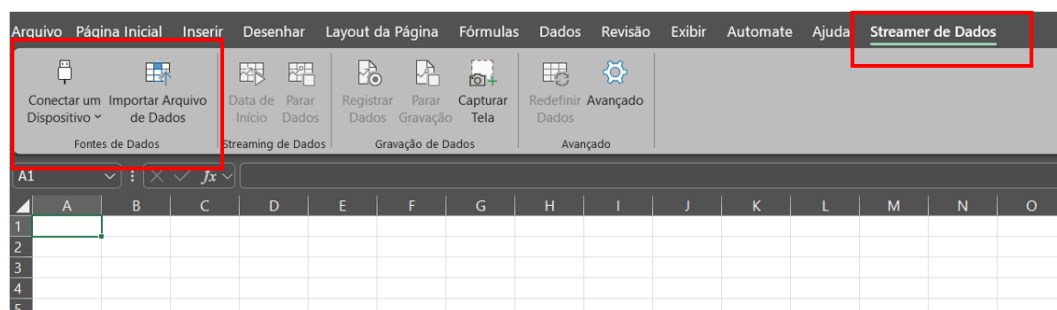 Arquivo Página Inicial Inserir Desenhar Layout da Página Fórmulas Dados Revisão Exibir Automate Ajuda Streamer de Dados
Conectar um Importar Arquivo Data de Parar Registrar Parar Capturar Redefinir Avançado
Dispositivo de Dados Início Dados Dados Gravação Tela Dados
Fontes de Dados Streaming de Dados Gravação de Dados Avançado
A1 fx
A B C D E F G H I J K L M N O
1
2
3
4
5